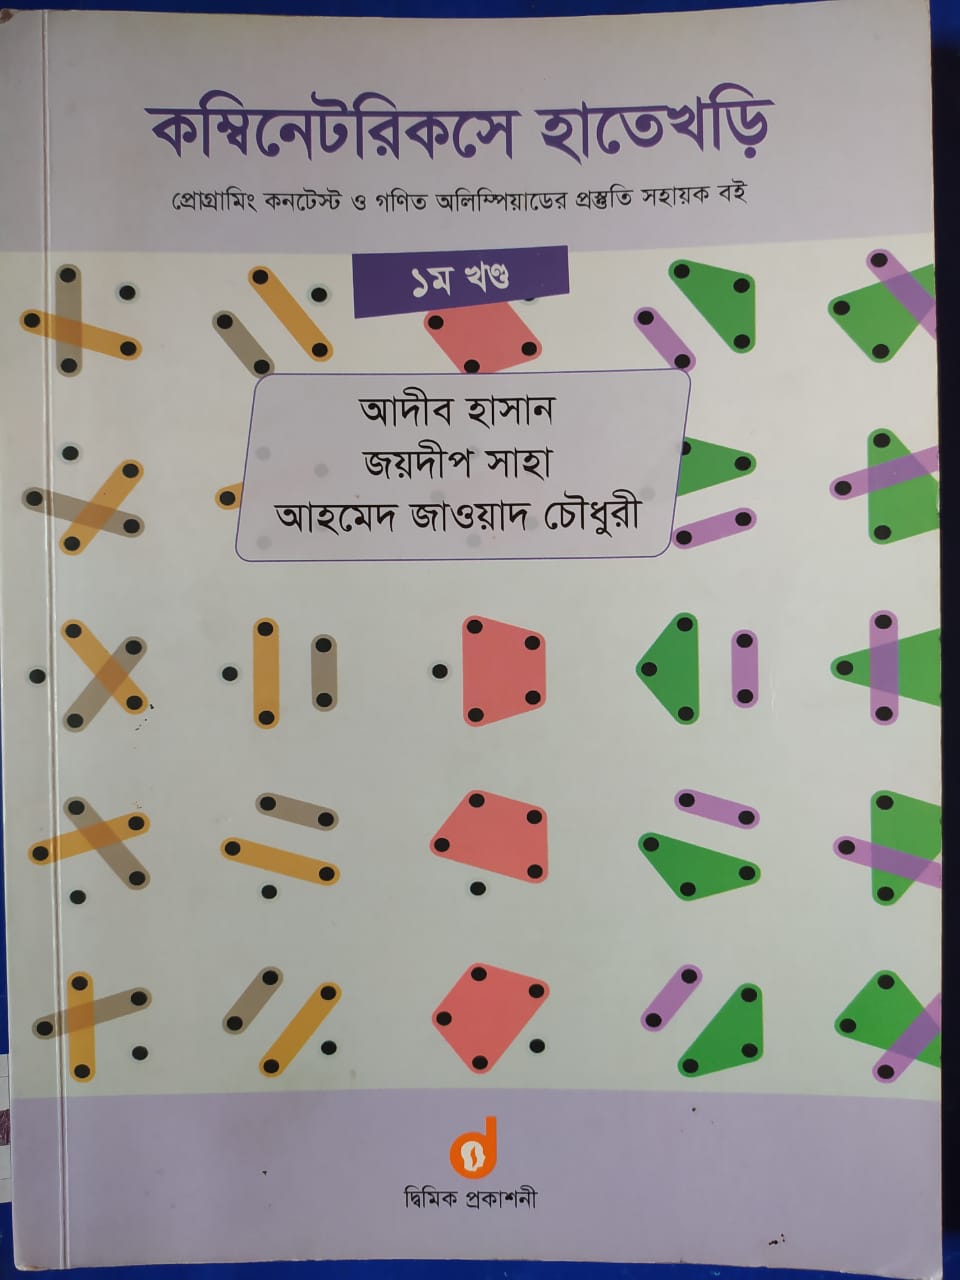 কম্বিনেটরিকসে হাতেখড়ি
প্রোগ্রামিং কনটেস্ট ও গণিত অলিম্পিয়াডের প্রস্তুতি সহায়ক বই
১ম খণ্ড
আদীব হাসান
জয়দীপ সাহা
আহমেদ জাওয়াদ চৌধুরী
দ্বিমিক প্রকাশনী